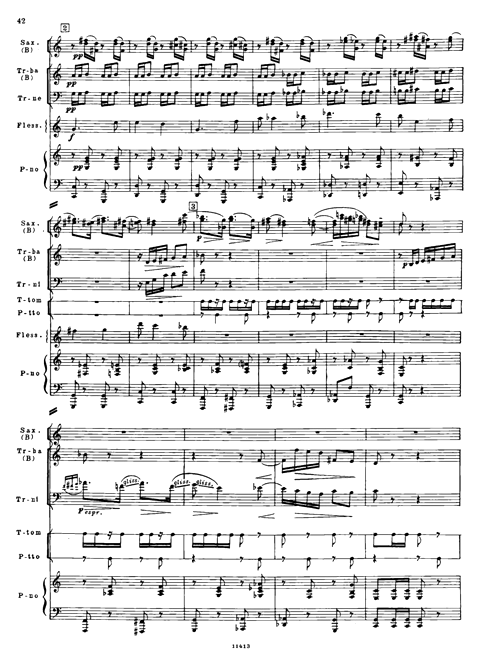 42
2
Sax.
(B)
pp
Tr-ba
(B)
pp
Tr-ne
Fless.
f
pp
P-no
3
Sax.
(B)
p
Tr-ba
(B)
p
Tr-ni
T-tom
P-tto
Fless.
P-no
Sax.
(B)
Tr-ba
(B)
gliss.
gliss.
gliss.
Tr-ni
espr.
T-tom
P-tto
P-no
11413